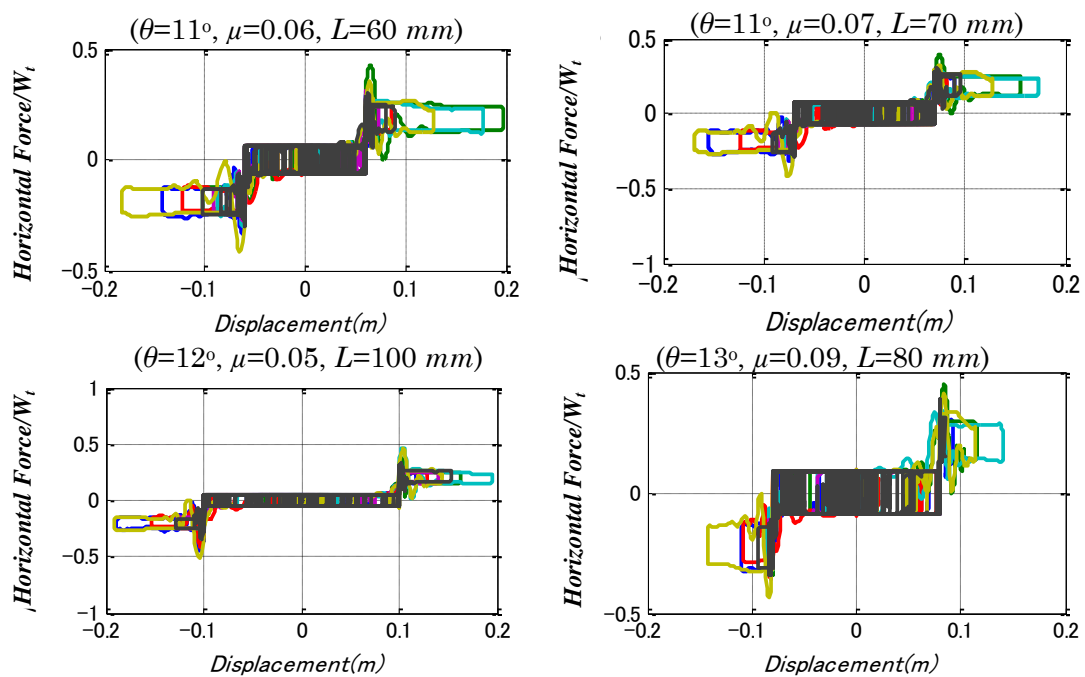 (θ=11o, μ=0.06, L=60 mm)
0.5
0
−0.5
−0.2
−0.1
0
0.1
0.2
Horizontal Force/Wt
Displacement(m)
(θ=11o, μ=0.07, L=70 mm)
0.5
0
−0.5
−1
−0.2
−0.1
0
0.1
0.2
Horizontal Force/Wt
Displacement(m)
(θ=12o, μ=0.05, L=100 mm)
1
0.5
0
−0.5
−1
−0.2
−0.1
0
0.1
0.2
Horizontal Force/Wt
Displacement(m)
(θ=13o, μ=0.09, L=80 mm)
0.5
0
−0.5
−0.2
−0.1
0
0.1
0.2
Horizontal Force/Wt
Displacement(m)